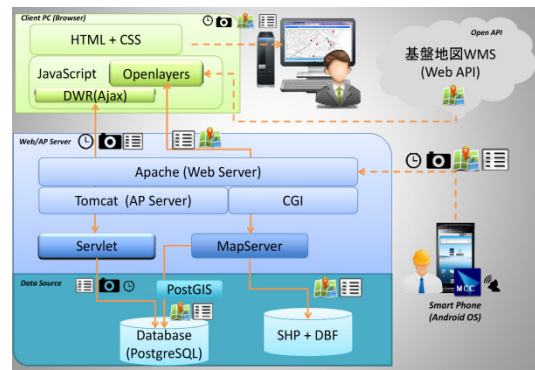 Client PC (Browser)
HTML + CSS
JavaScript
Openlayers
DWR(Ajax)
Open API
基盤地図WMS
(Web API)
Web/AP Server
Apache (Web Server)
Tomcat (AP Server)
CGI
Servlet
MapServer
Data Source
PostGIS
Database
(PostgreSQL)
SHP + DBF
MCC
Smart Phone
(Android OS)